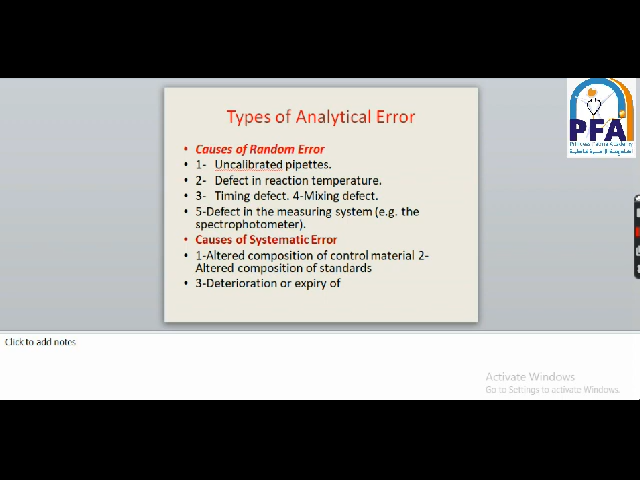 Types of Analytical Error
• Causes of Random Error
• 1- Uncalibrated pipettes.
• 2- Defect in reaction temperature.
• 3- Timing defect. 4-Mixing defect.
• 5-Defect in the measuring system (e.g. the
spectrophotometer).
• Causes of Systematic Error
• 1-Altered composition of control material 2-
Altered composition of standards
• 3-Deterioration or expiry of
PFA
Click to add notes
Activate Windows
Go to Settings to activate Windows.